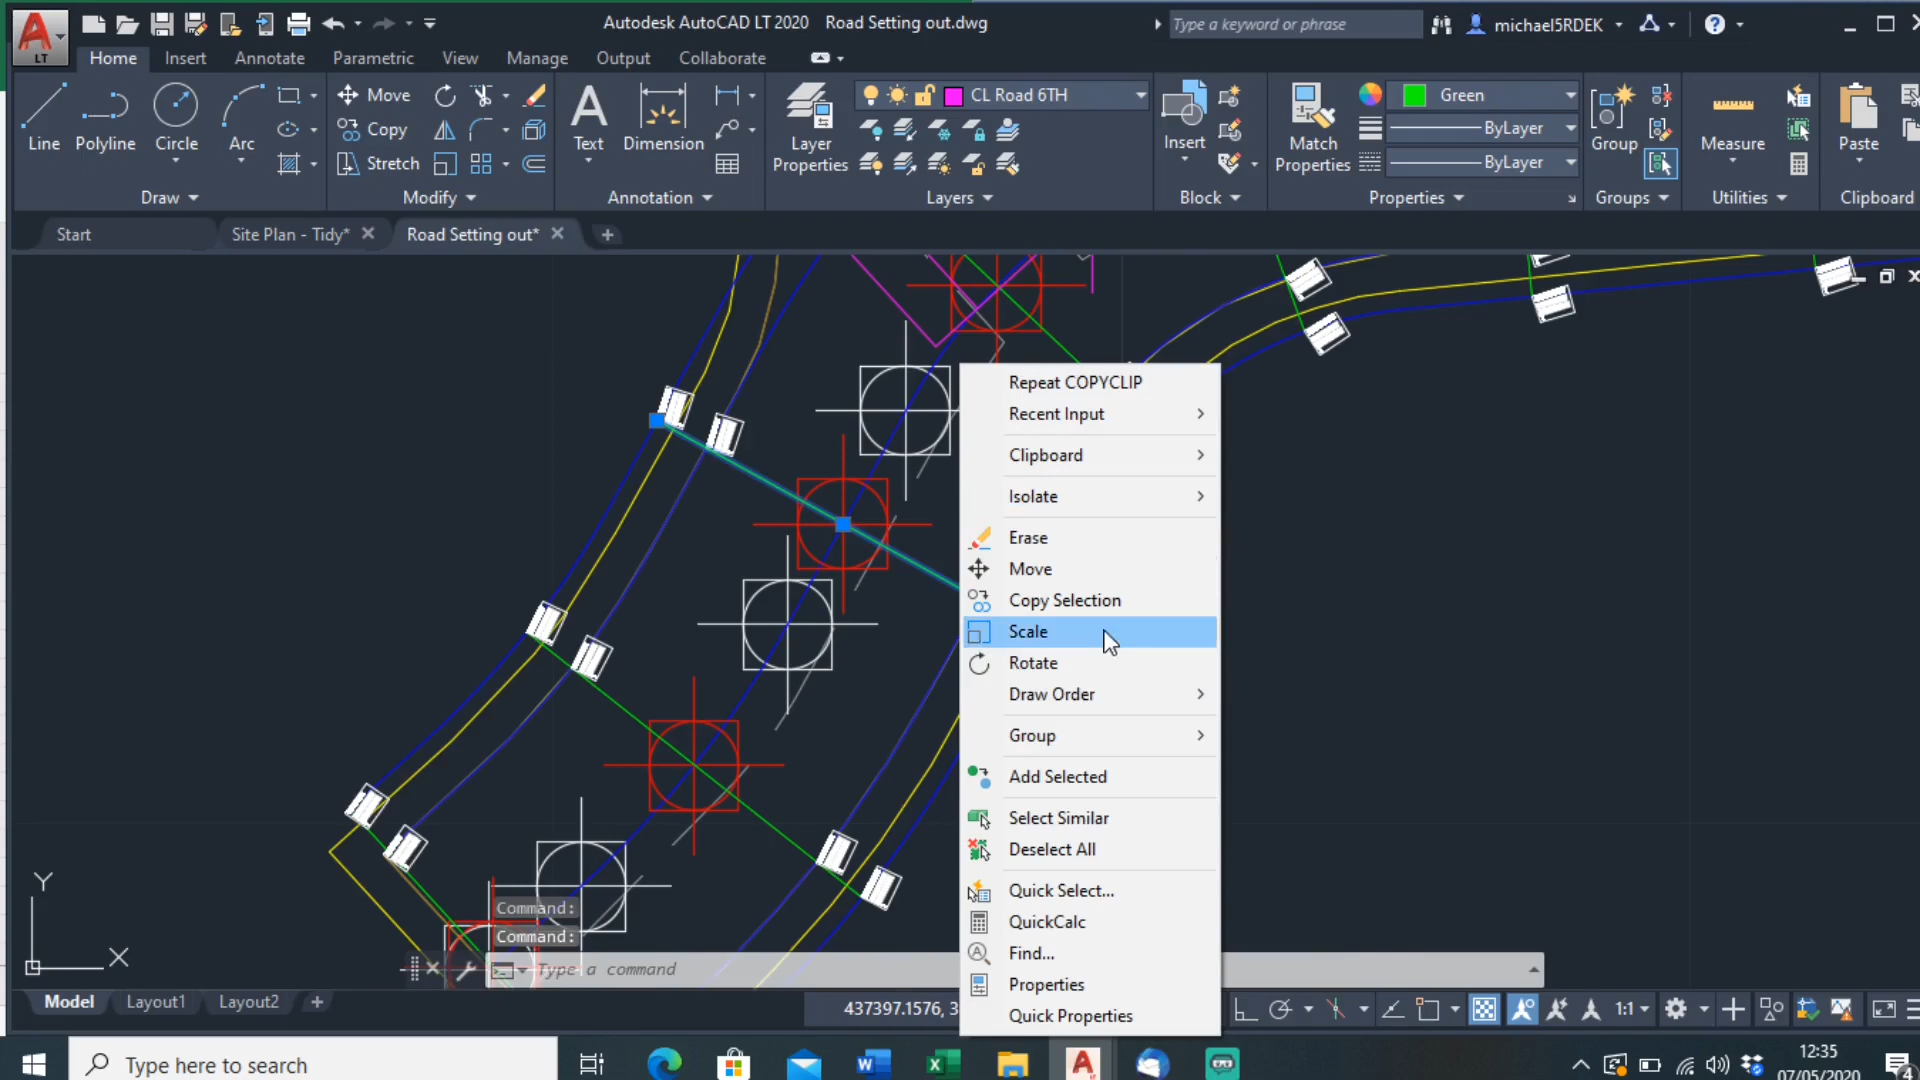 LT
Autodesk AutoCAD LT 2020 Road Setting out.dwg
Type a keyword or phrase
michael5RDEK
Home Insert Annotate Parametric View Manage Output Collaborate
Line Polyline Circle Arc
Move
Copy
Stretch
Text Dimension
Layer Properties
CL Road 6TH
Insert
Match Properties
Green
ByLayer
ByLayer
Group
Measure
Paste
Draw Modify Annotation Layers Block Properties Groups Utilities Clipboard
Start Site Plan - Tidy* Road Setting out*
Repeat COPYCLIP
Recent Input
Clipboard
Isolate
Erase
Move
Copy Selection
Scale
Rotate
Draw Order
Group
Add Selected
Select Similar
Deselect All
Quick Select...
QuickCalc
Find...
Properties
Quick Properties
Y
X
Command:
Command:
Type a command
Model Layout1 Layout2
437397.1576, 3
1:1
Type here to search
12:35
07/05/2020
4